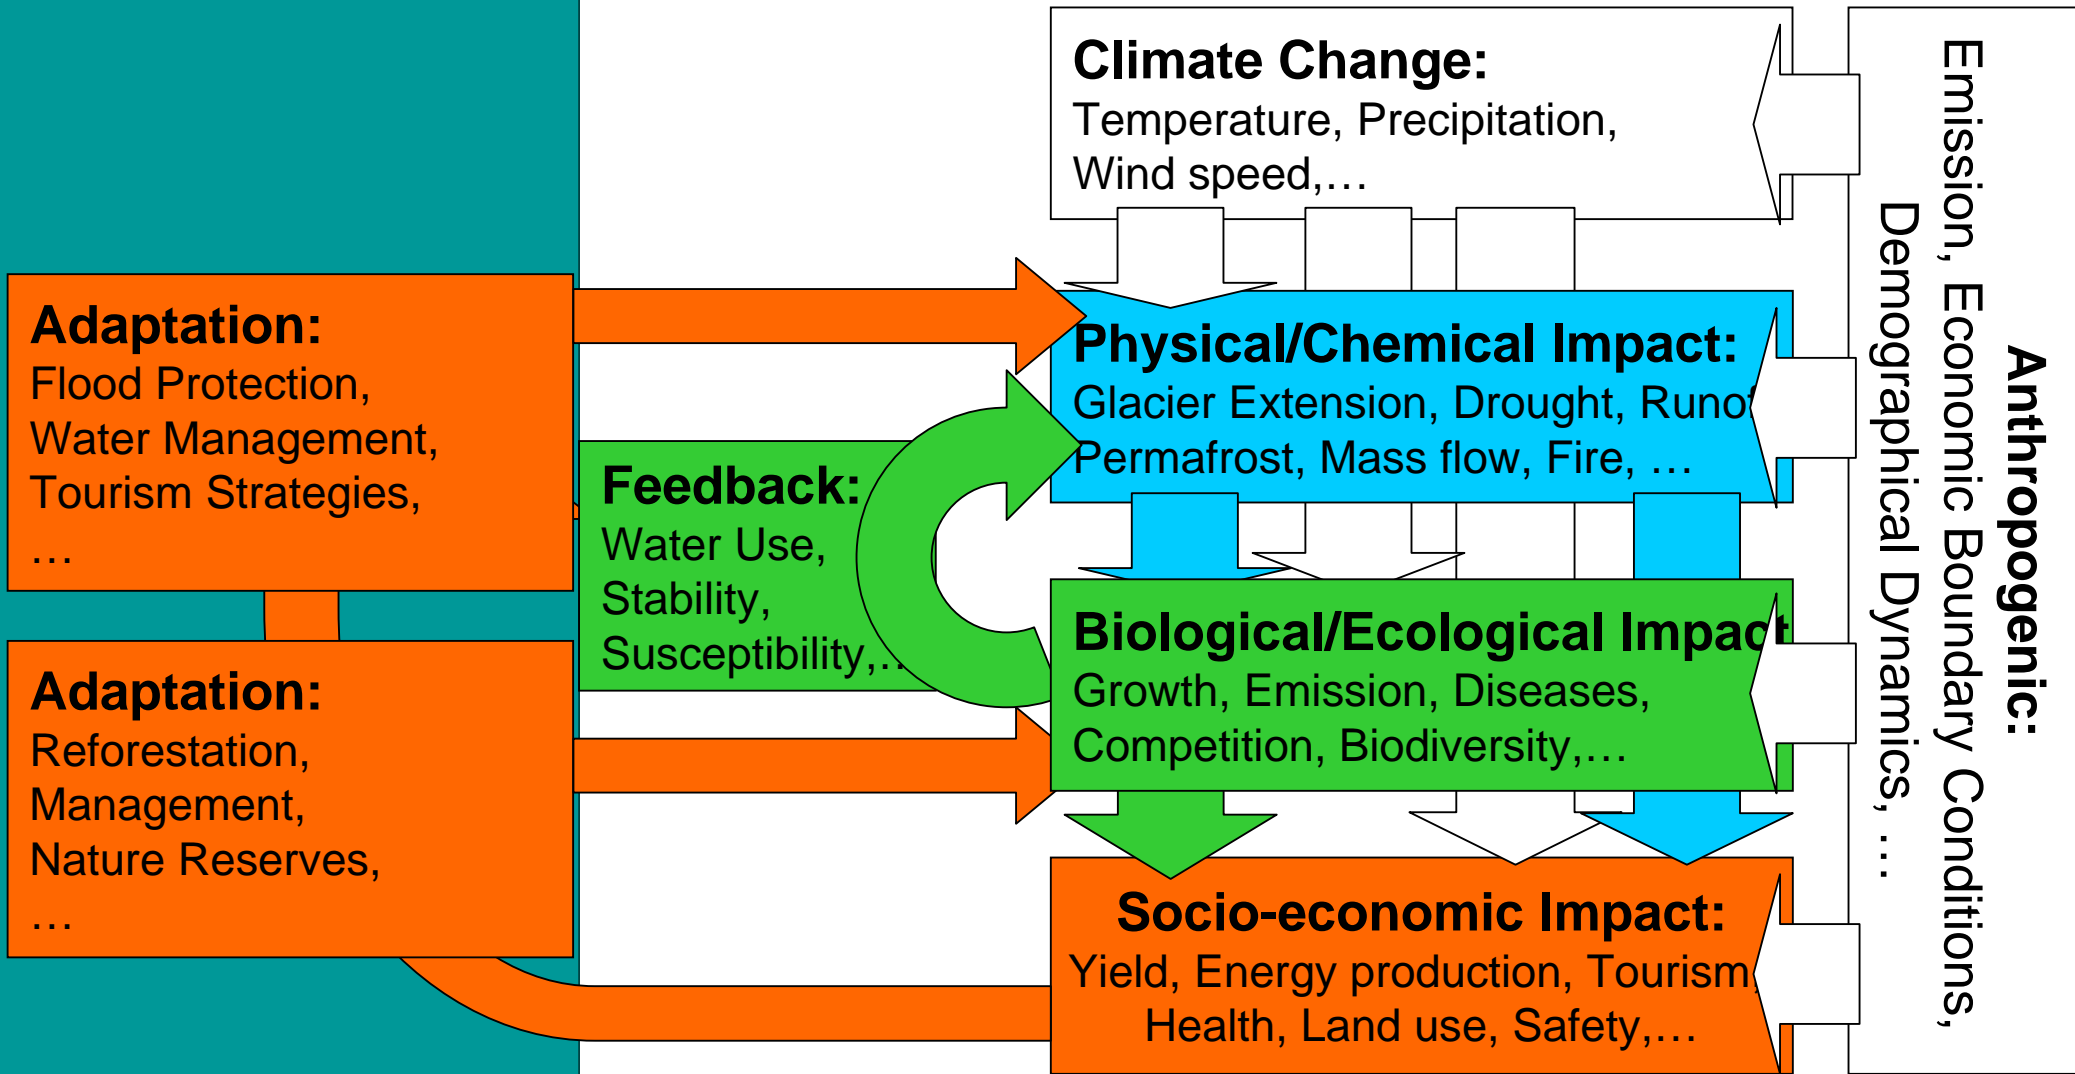 Climate Change:
Temperature, Precipitation,
Wind speed,…
Adaptation:
Flood Protection,
Water Management,
Tourism Strategies,
…
Physical/Chemical Impact:
Glacier Extension, Drought, Runof
Permafrost, Mass flow, Fire, …
Feedback:
Water Use,
Stability,
Susceptibility,..
Biological/Ecological Impact
Growth, Emission, Diseases,
Competition, Biodiversity,…
Adaptation:
Reforestation,
Management,
Nature Reserves,
…
Socio-economic Impact:
Yield, Energy production, Tourism,
Health, Land use, Safety,…
Anthropogenic:
Emission, Economic Boundary Conditions,
Demographical Dynamics, …